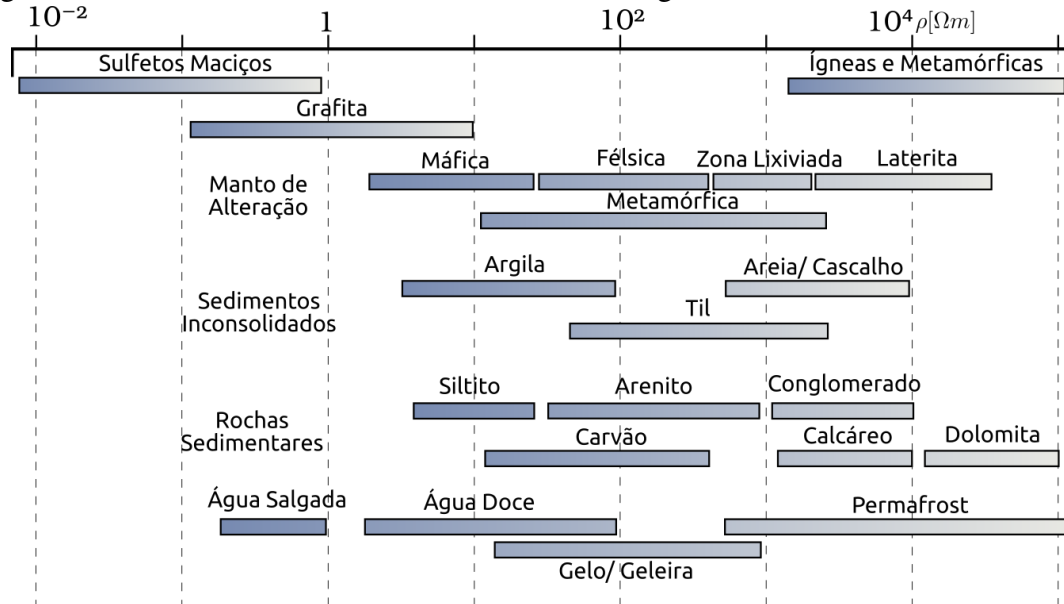 10⁻² 1 10² 10⁴ ρ[Ωm]
Sulfetos Maciços Ígneas e Metamórficas
Grafita
Máfica Félsica Zona Lixiviada Laterita
Manto de
Alteração
Metamórfica
Argila Areia/ Cascalho
Sedimentos
Inconsolidados
Til
Siltito Arenito Conglomerado
Rochas
Sedimentares
Carvão Calcáreo Dolomita
Água Salgada Água Doce Permafrost
Gelo/ Geleira